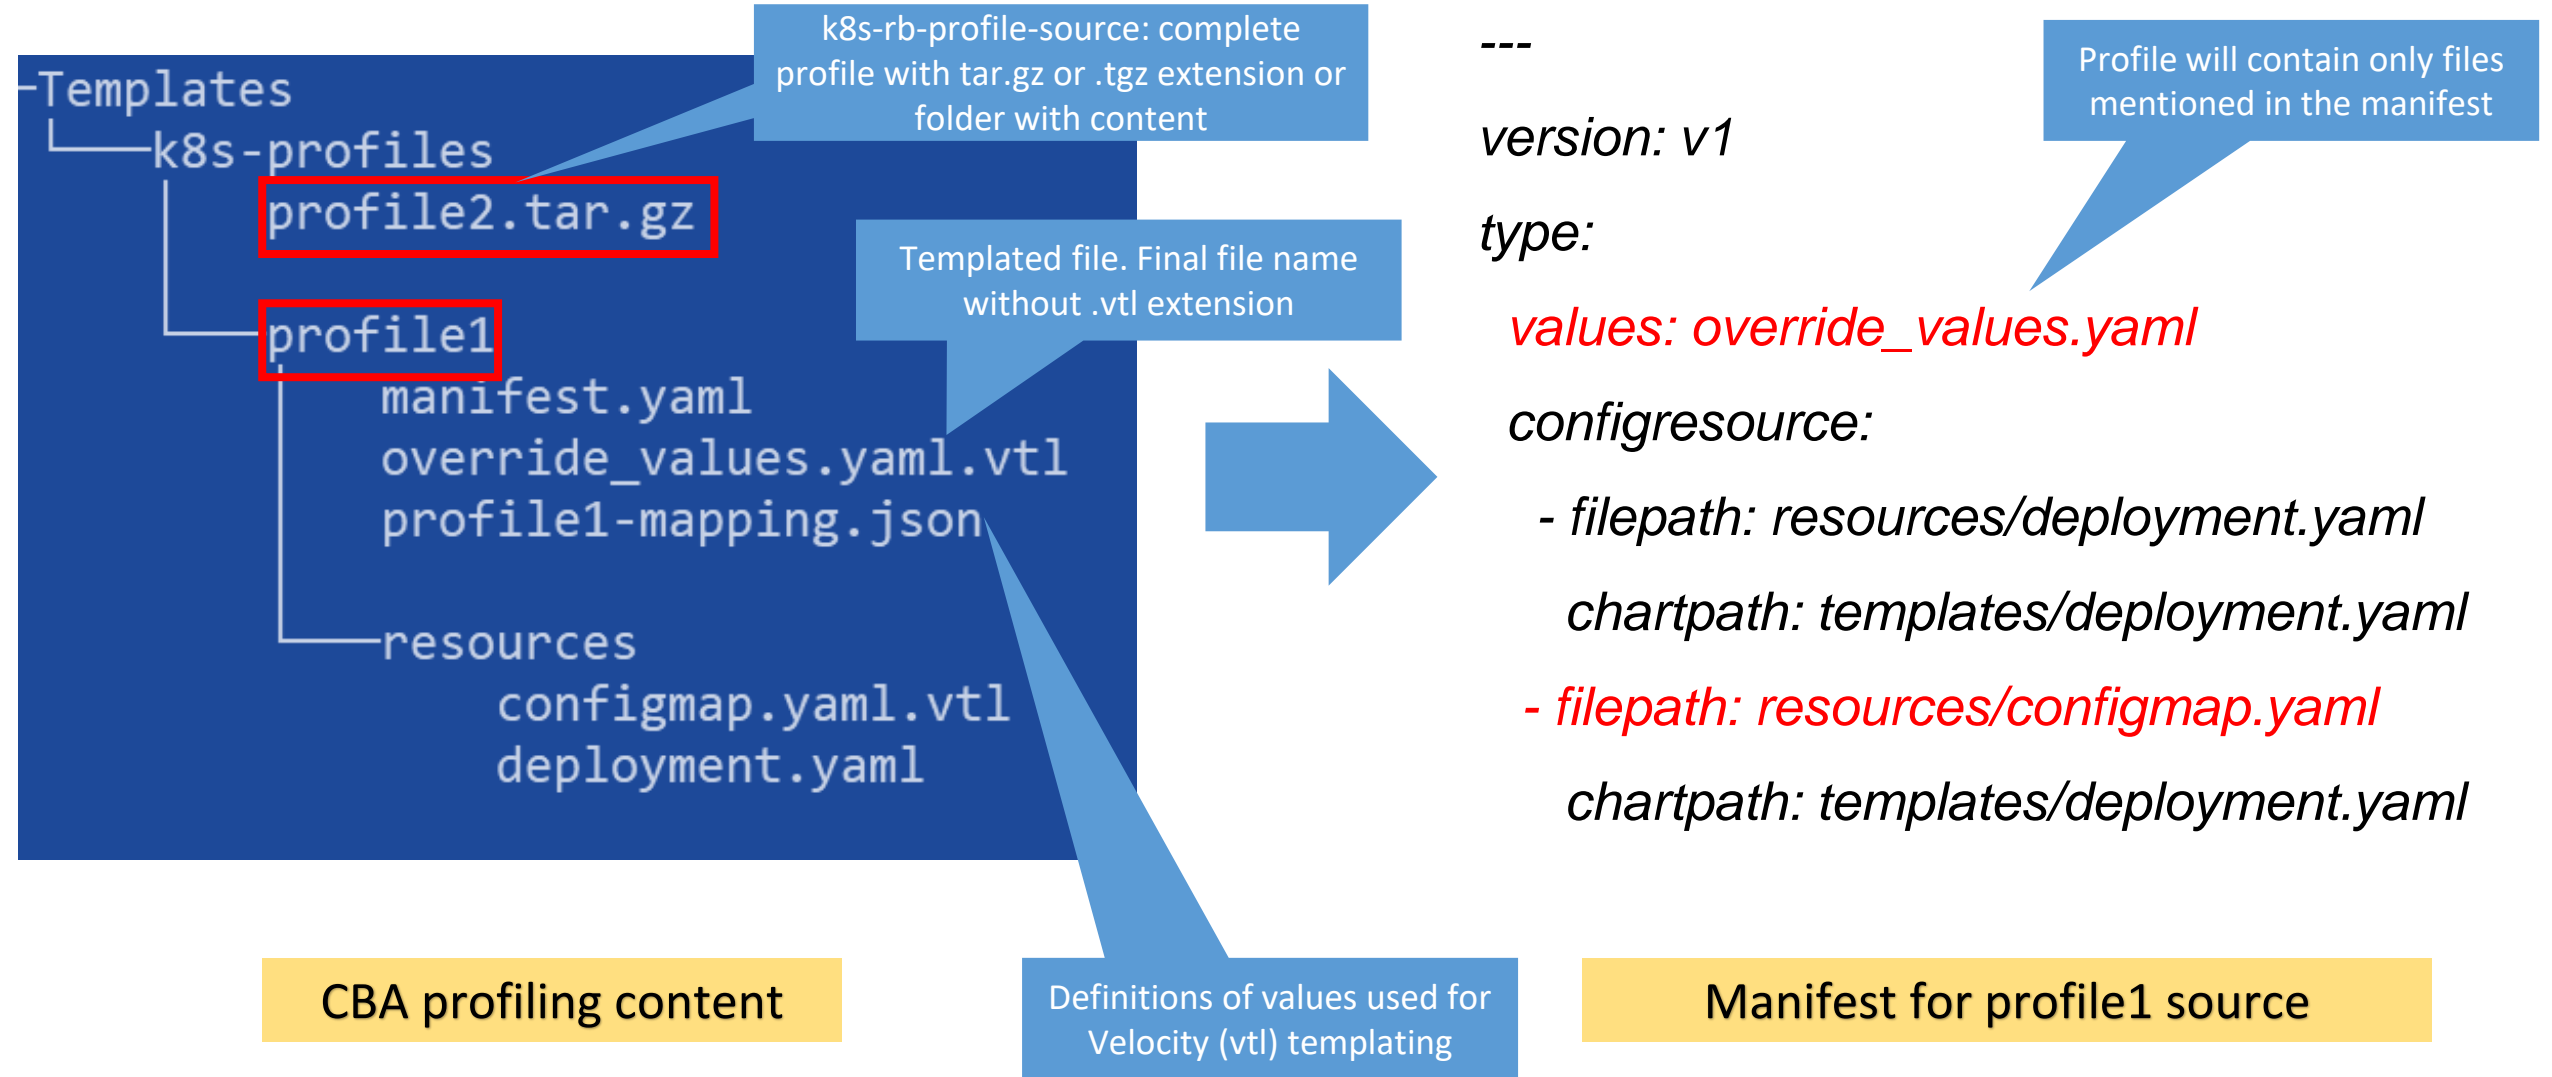 k8s-rb-profile-source: complete
profile with tar.gz or .tgz extension or
folder with content
Templates
k8s-profiles
profile2.tar.gz
Templated file. Final file name
without .vtl extension
profile1
manifest.yaml
override_values.yaml.vtl
profile1-mapping.json
resources
configmap.yaml.vtl
deployment.yaml
CBA profiling content
Definitions of values used for
Velocity (vtl) templating
---
version: v1
type:
values: override_values.yaml
configresource:
- filepath: resources/deployment.yaml
chartpath: templates/deployment.yaml
- filepath: resources/configmap.yaml
chartpath: templates/deployment.yaml
Profile will contain only files
mentioned in the manifest
Manifest for profile1 source